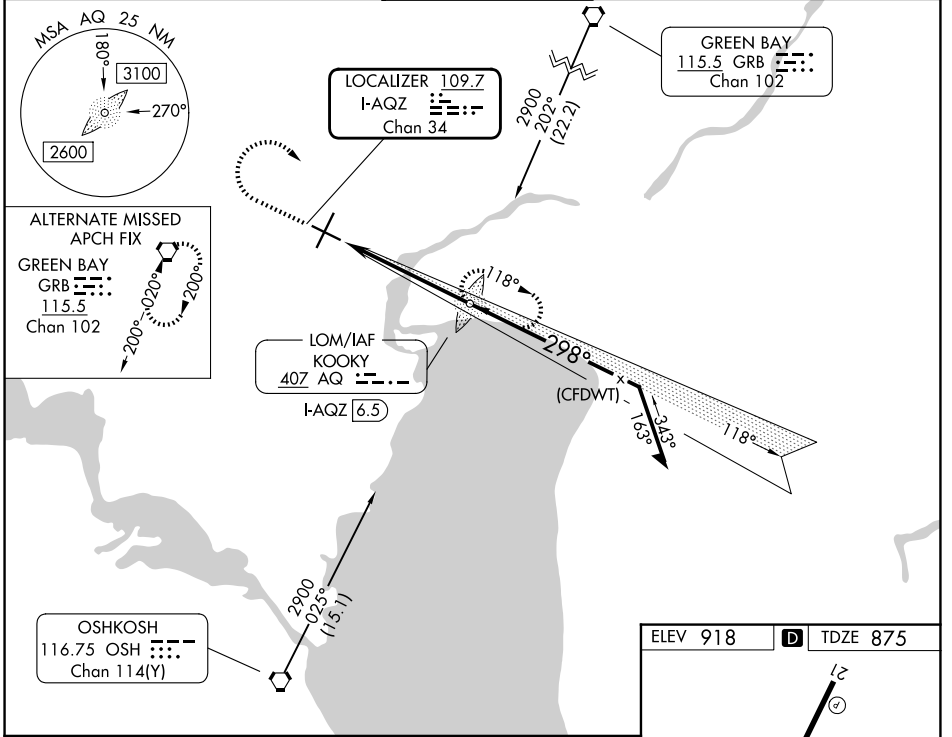 MSA AQ 25 NM
180°
3100
270°
2600
LOCALIZER 109.7
I-AQZ
Chan 34
2900
202°
(22.2)
GREEN BAY
115.5 GRB
Chan 102
ALTERNATE MISSED
APCH FIX
GREEN BAY
GRB
115.5
Chan 102
020°
200°
200°
118°
298°
LOM/IAF
KOOKY
407 AQ
I-AQZ 6.5
(CFDWT)
343°
163°
118°
2900
025°
(15.1)
OSHKOSH
116.75 OSH
Chan 114(Y)
ELEV 918 D TDZE 875
21
P